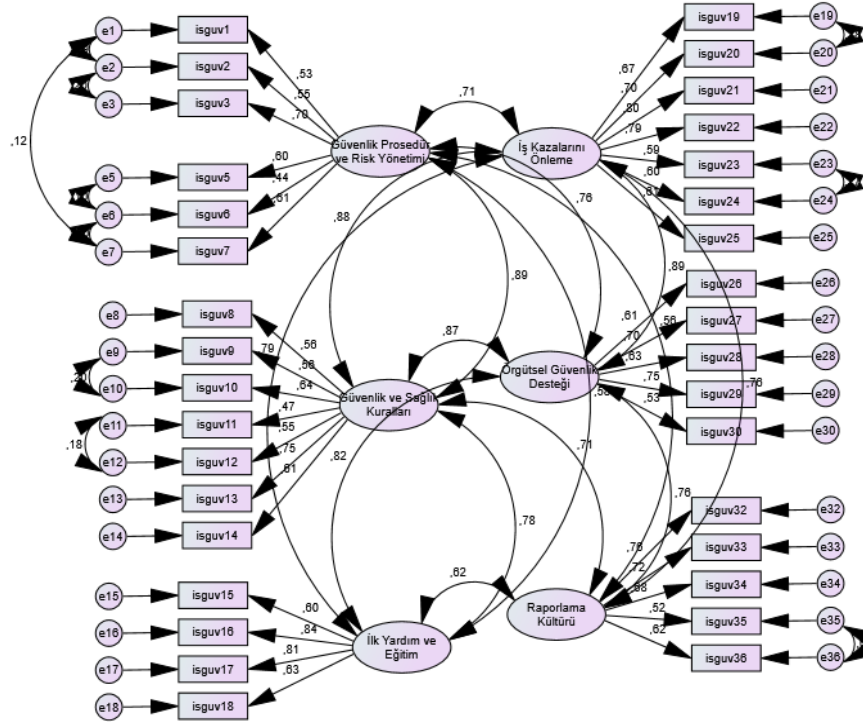 e1
isguv1
e2
isguv2
e3
isguv3
,12
e5
isguv5
e6
isguv6
e7
isguv7
,53
,55
,70
,60
,44
,61
Güvenlik Prosedür
ve Risk Yönetimi
,71
İş Kazalarını
Önleme
,67
,70
,80
,79
,59
,60
,61
isguv19
e19
isguv20
e20
isguv21
e21
isguv22
e22
isguv23
e23
isguv24
e24
isguv25
e25
,88
,76
,89
,89
e8
isguv8
e9
isguv9
e10
isguv10
e11
isguv11
e12
isguv12
e13
isguv13
e14
isguv14
,18
,56
,79
,64
,47
,55
,75
Güvenlik ve Sağlık
Kuralları
,87
Örgütsel Güvenlik
Desteği
,61
,70
,56
,63
,75
,53
isguv26
e26
isguv27
e27
isguv28
e28
isguv29
e29
isguv30
e30
,76
,82
,71
,78
e15
isguv15
e16
isguv16
e17
isguv17
e18
isguv18
,60
,84
,81
,63
İlk Yardım ve
Eğitim
,62
Raporlama
Kültürü
,76
,76
,72
,68
,52
,62
isguv32
e32
isguv33
e33
isguv34
e34
isguv35
e35
isguv36
e36